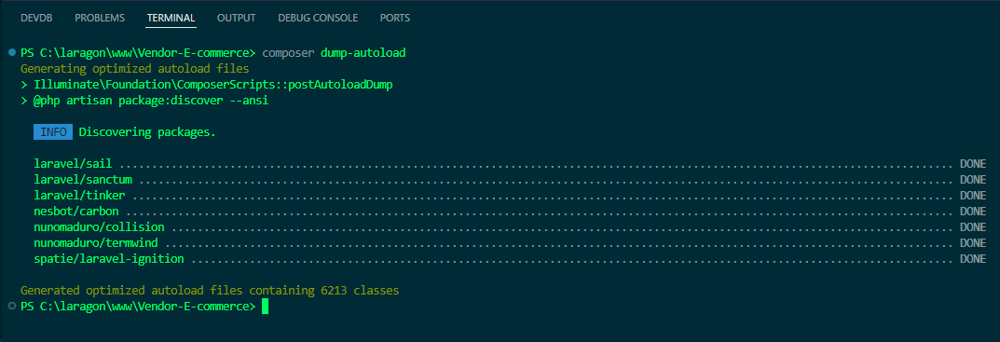 DEVDB PROBLEMS TERMINAL OUTPUT DEBUG CONSOLE PORTS
PS C:\laragon\www\Vendor-E-commerce> composer dump-autoload
Generating optimized autoload files
> Illuminate\Foundation\ComposerScripts::postAutoloadDump
> @php artisan package:discover --ansi
INFO Discovering packages.
laravel/sail ................................................................................................................................ DONE
laravel/sanctum ............................................................................................................................. DONE
laravel/tinker .............................................................................................................................. DONE
nesbot/carbon ............................................................................................................................... DONE
nunomaduro/collision ........................................................................................................................ DONE
nunomaduro/termwind ......................................................................................................................... DONE
spatie/laravel-ignition ..................................................................................................................... DONE
Generated optimized autoload files containing 6213 classes
PS C:\laragon\www\Vendor-E-commerce>